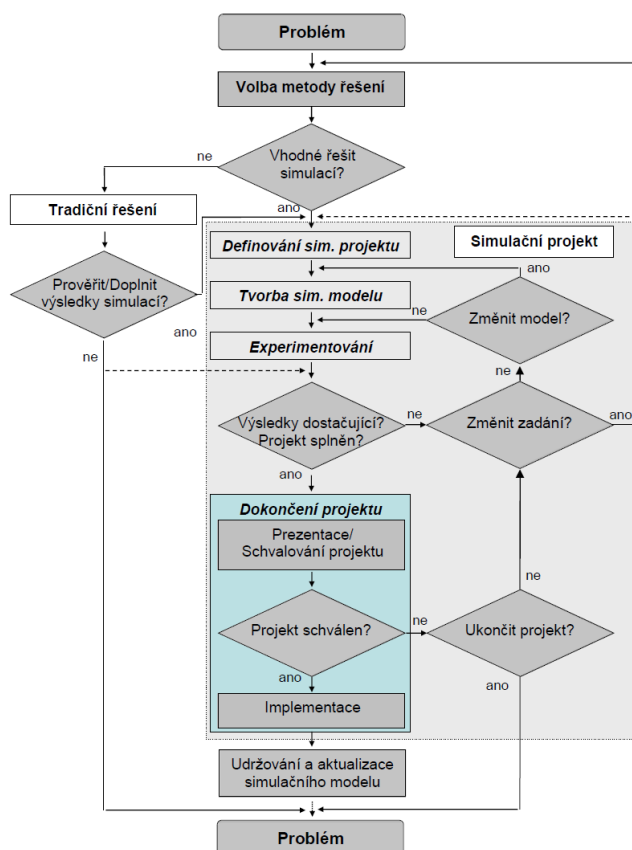 Problém
Volba metody řešení
ne
Vhodné řešit
simulací?
Tradiční řešení
ano
Definování sim. projektu
Simulační projekt
Prověřit/Doplnit
výsledky simulací?
ano
Tvorba sim. modelu
ne
Změnit model?
ano
Experimentování
ne
ne
Výsledky dostačující?
Projekt splněn?
ne
Změnit zadání?
ano
ano
Dokončení projektu
Prezentace/
Schvalování projektu
ne
Projekt schválen?
ne
Ukončit projekt?
ano
ano
Implementace
Udržování a aktualizace
simulačního modelu
Problém